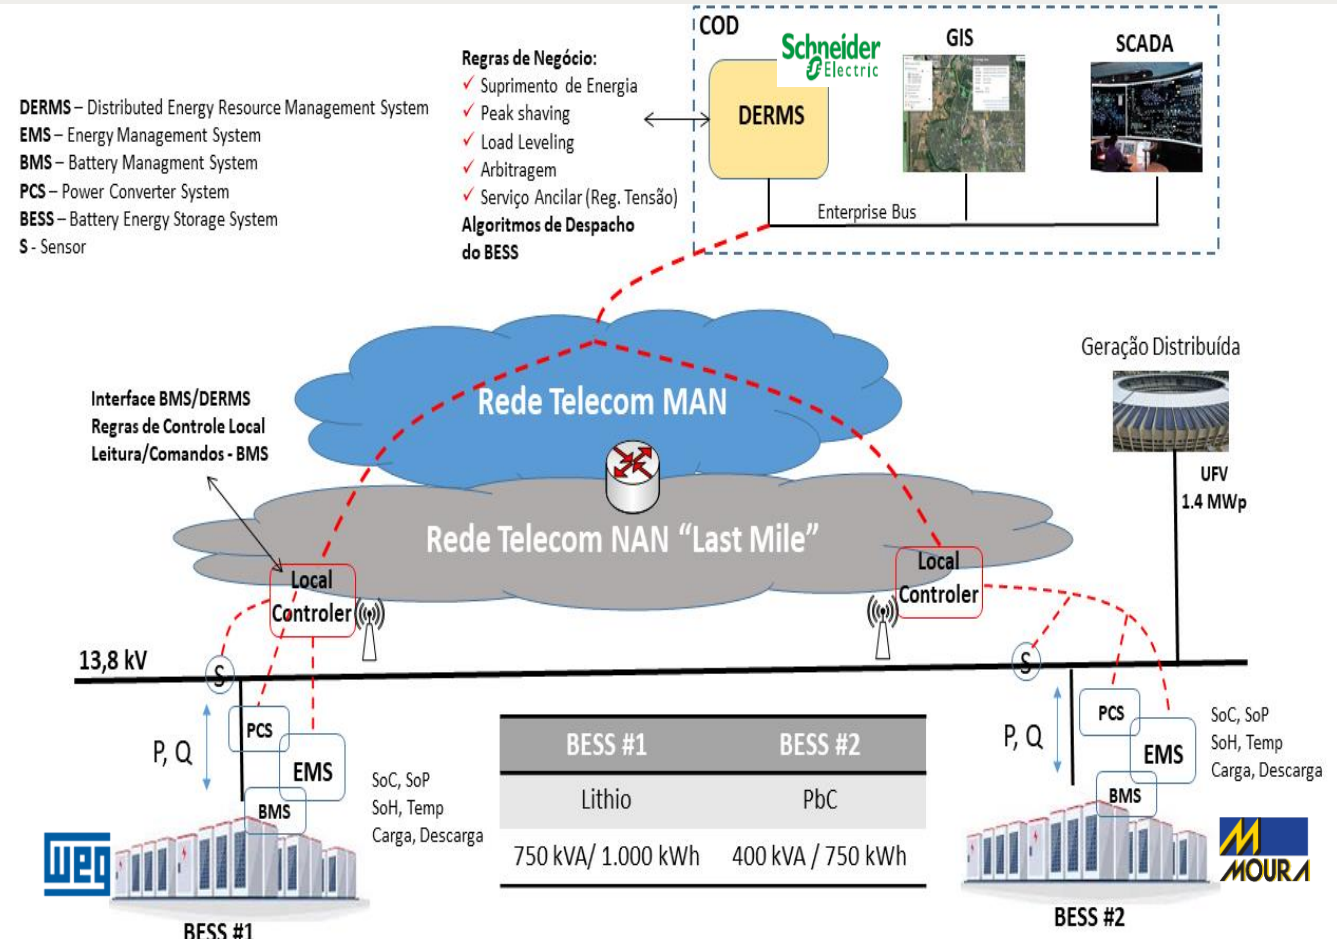 COD
Schneider
Electric
GIS
SCADA
DERMS
Enterprise Bus
Regras de Negócio:
Suprimento de Energia
Peak shaving
Load Leveling
Arbitragem
Serviço Ancilar (Reg. Tensão)
Algoritmos de Despacho
do BESS
DERMS – Distributed Energy Resource Management System
EMS – Energy Management System
BMS – Battery Managment System
PCS – Power Converter System
BESS – Battery Energy Storage System
S - Sensor
Rede Telecom MAN
Geração Distribuída
UFV
1.4 MWp
Interface BMS/DERMS
Regras de Controle Local
Leitura/Comandos - BMS
Rede Telecom NAN “Last Mile”
Local
Controler
Local
Controler
13,8 kV
S
S
P, Q
PCS
EMS
BMS
SoC, SoP
SoH, Temp
Carga, Descarga
BESS #1 BESS #2
Lithio PbC
750 kVA/ 1.000 kWh 400 kVA / 750 kWh
P, Q
PCS
EMS
BMS
SoC, SoP
SoH, Temp
Carga, Descarga
weg
MOURA
BESS #1
BESS #2